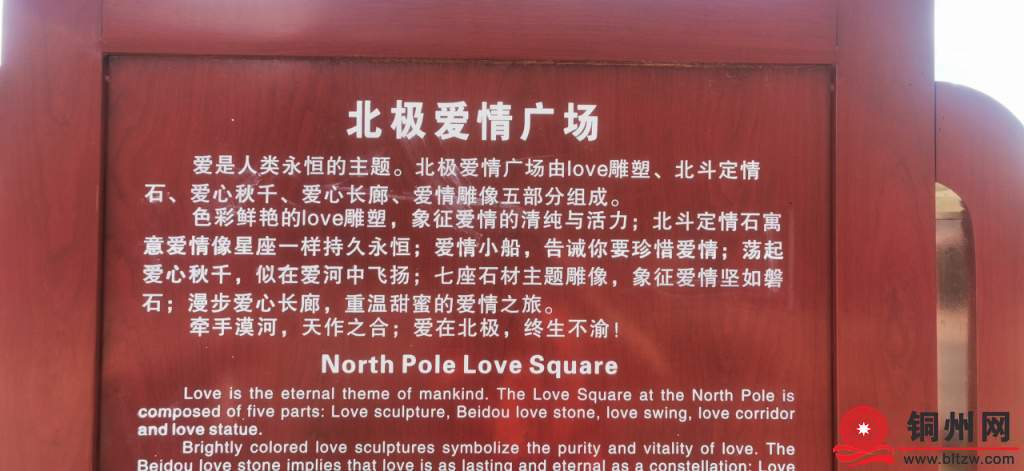 北极爱情广场
爱是人类永恒的主题。北极爱情广场由love雕塑、北斗定情
石、爱心秋千、爱心长廊、爱情雕像五部分组成。
色彩鲜艳的love雕塑，象征爱情的清纯与活力；北斗定情石寓
意爱情像星座一样持久永恒；爱情小船，告诫你要珍惜爱情；荡起
爱心秋千，似在爱河中飞扬；七座石材主题雕像，象征爱情坚如磐
石；漫步爱心长廊，重温甜蜜的爱情之旅。
牵手漠河，天作之合；爱在北极，终生不渝！
North Pole Love Square
Love is the eternal theme of mankind. The Love Square at the North Pole is
composed of five parts: Love sculpture, Beidou love stone, love swing, love corridor
and love statue.
Brightly colored love sculptures symbolize the purity and vitality of love. The
Beidou love stone implies that love is as lasting and eternal as a constellation; Love
铜州网
www.bltzw.com